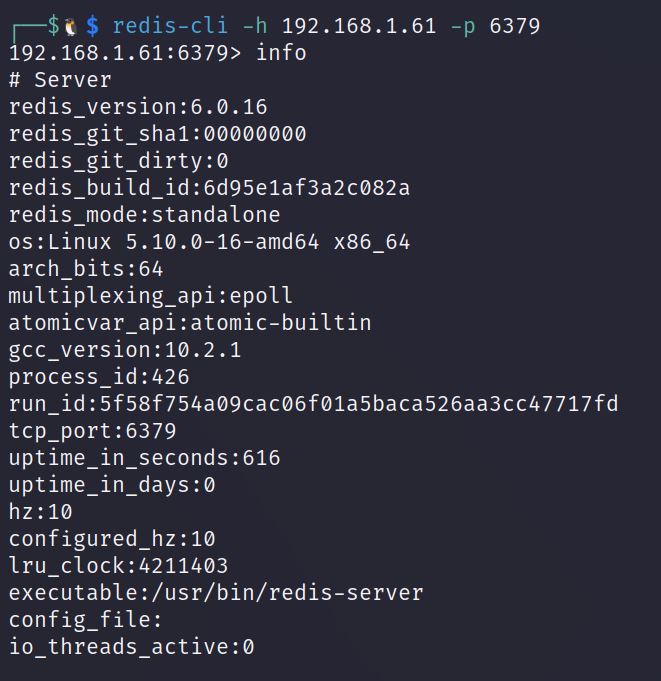 ┌──$🐧$ redis-cli -h 192.168.1.61 -p 6379
192.168.1.61:6379> info
# Server
redis_version:6.0.16
redis_git_sha1:00000000
redis_git_dirty:0
redis_build_id:6d95e1af3a2c082a
redis_mode:standalone
os:Linux 5.10.0-16-amd64 x86_64
arch_bits:64
multiplexing_api:epoll
atomicvar_api:atomic-builtin
gcc_version:10.2.1
process_id:426
run_id:5f58f754a09cac06f01a5baca526aa3cc47717fd
tcp_port:6379
uptime_in_seconds:616
uptime_in_days:0
hz:10
configured_hz:10
lru_clock:4211403
executable:/usr/bin/redis-server
config_file:
io_threads_active:0